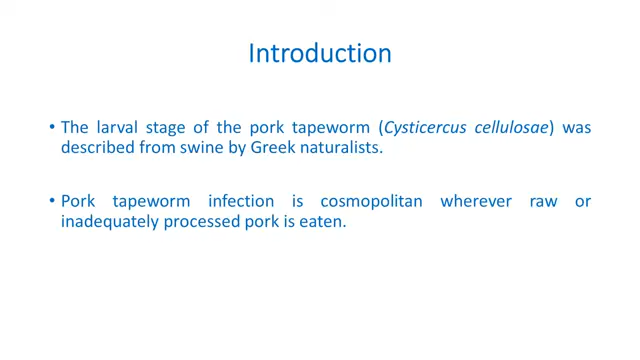 Introduction
• The larval stage of the pork tapeworm (Cysticercus cellulosae) was
described from swine by Greek naturalists.
• Pork tapeworm infection is cosmopolitan wherever raw or
inadequately processed pork is eaten.